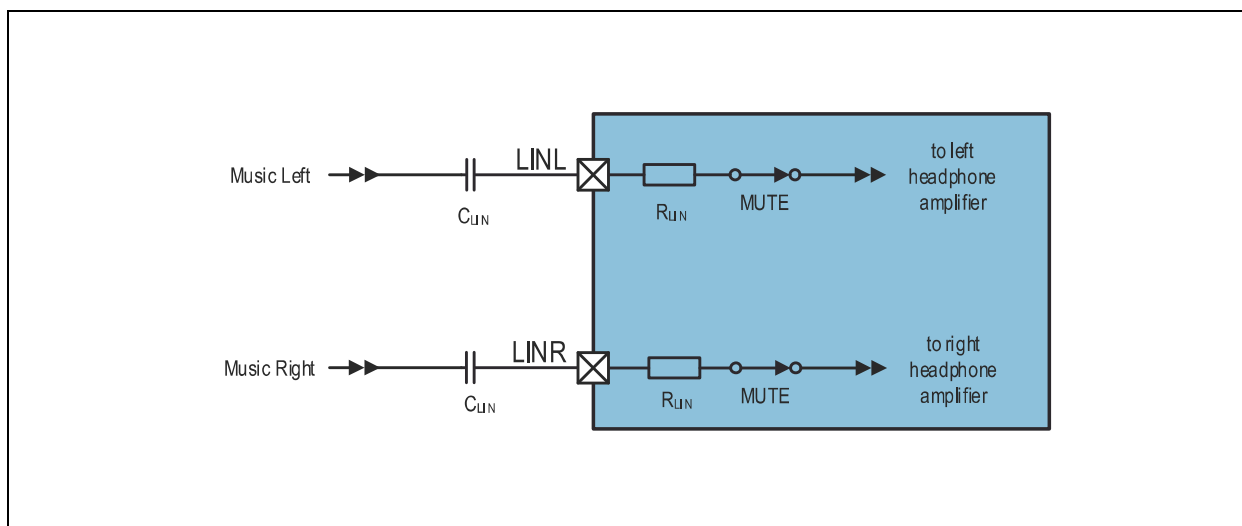 Music Left
CLIN
LINL
RLIN
MUTE
to left
headphone
amplifier
Music Right
CLIN
LINR
RLIN
MUTE
to right
headphone
amplifier